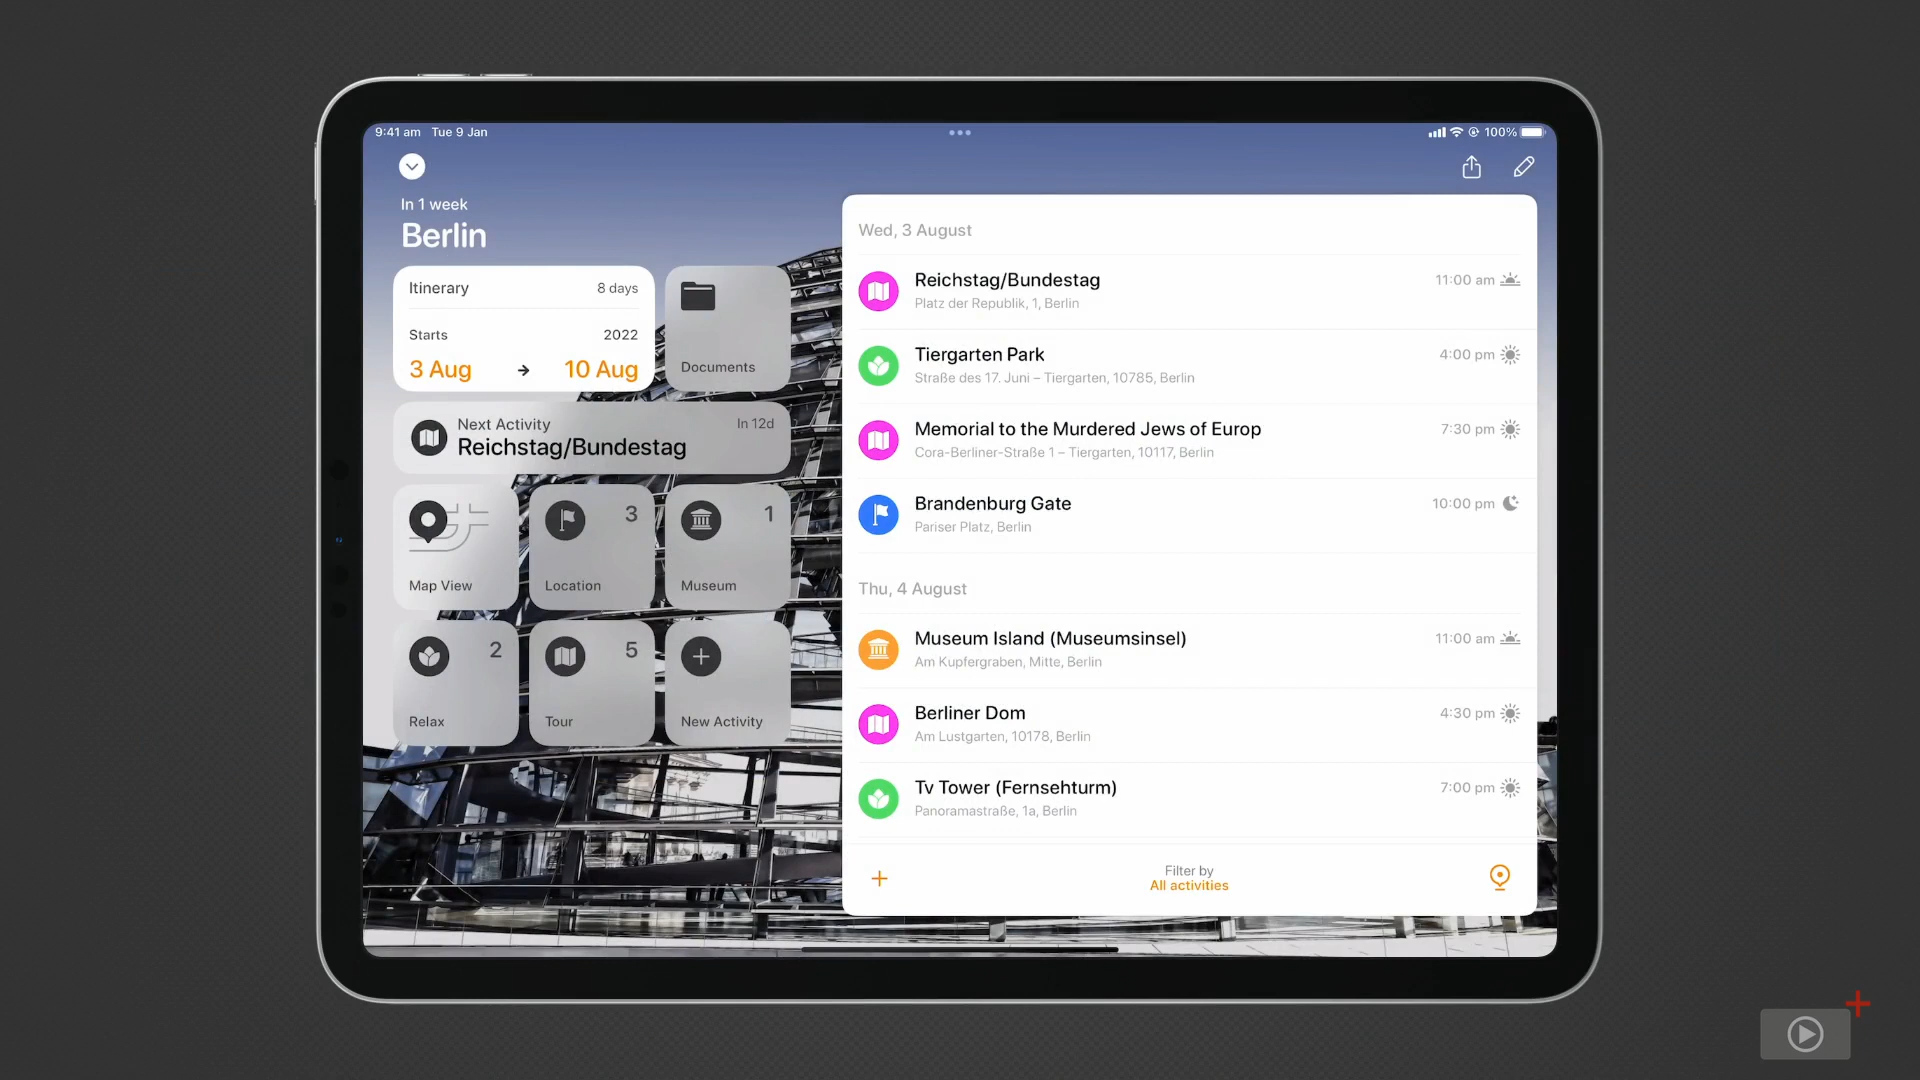 9:41 am Tue 9 Jan
100%
In 1 week
Berlin
Itinerary 8 days
Starts 2022
3 Aug → 10 Aug
Documents
Next Activity In 12d
Reichstag/Bundestag
Map View
3
Location
1
Museum
2
Relax
5
Tour
New Activity
Wed, 3 August
Reichstag/Bundestag 11:00 am
Platz der Republik, 1, Berlin
Tiergarten Park 4:00 pm
Straße des 17. Juni – Tiergarten, 10785, Berlin
Memorial to the Murdered Jews of Europ 7:30 pm
Cora-Berliner-Straße 1 – Tiergarten, 10117, Berlin
Brandenburg Gate 10:00 pm
Pariser Platz, Berlin
Thu, 4 August
Museum Island (Museumsinsel) 11:00 am
Am Kupfergraben, Mitte, Berlin
Berliner Dom 4:30 pm
Am Lustgarten, 10178, Berlin
Tv Tower (Fernsehturm) 7:00 pm
Panoramastraße, 1a, Berlin
Filter by
All activities